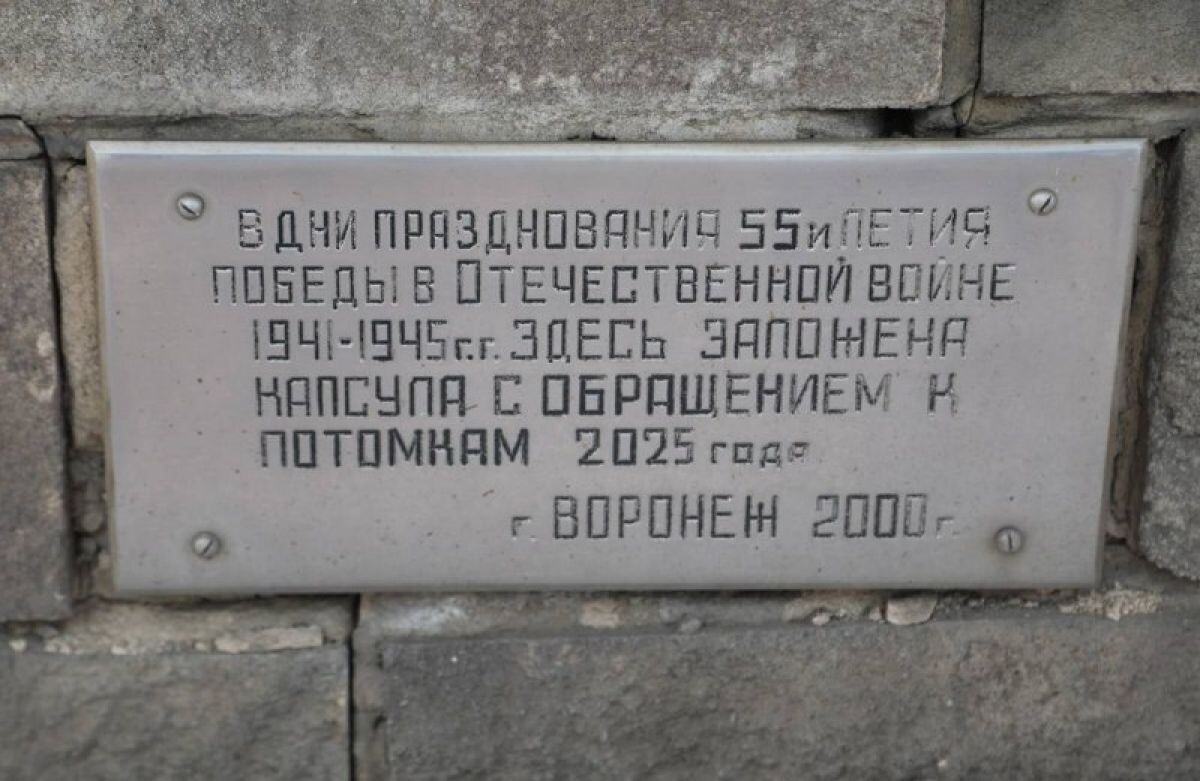 В ДНИ ПРАЗДНОВАНИЯ 55и ЛЕТИЯ
ПОБЕДЫ В ОТЕЧЕСТВЕННОЙ ВОЙНЕ
1941-1945г.г. ЗДЕСЬ ЗАЛОЖЕНА
КАПСУЛА С ОБРАЩЕНИЕМ К
ПОТОМКАМ 2025 года
г. ВОРОНЕЖ 2000г.